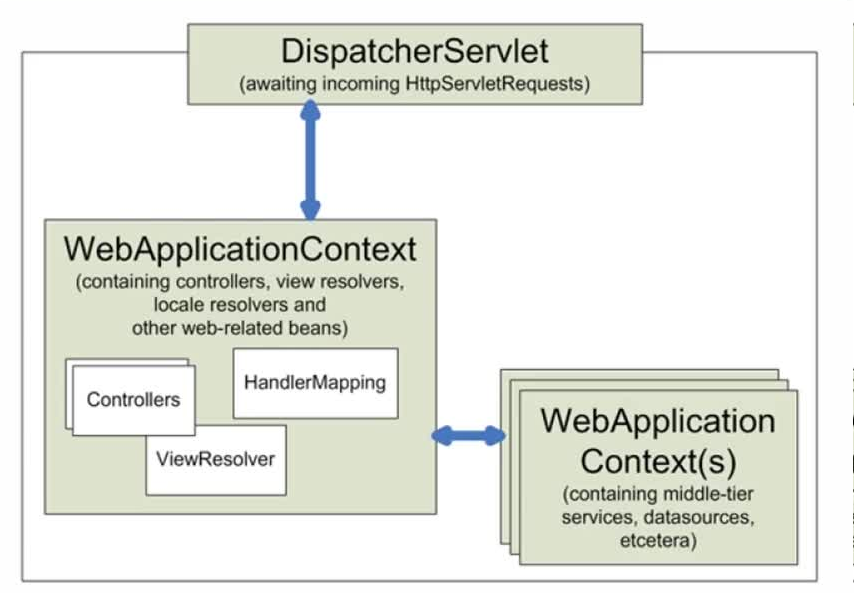 DispatcherServlet
(awaiting incoming HttpServletRequests)
WebApplicationContext
(containing controllers, view resolvers,
locale resolvers and
other web-related beans)
HandlerMapping
Controllers
ViewResolver
WebApplication
Context(s)
(containing middle-tier
services, datasources,
etcetera)